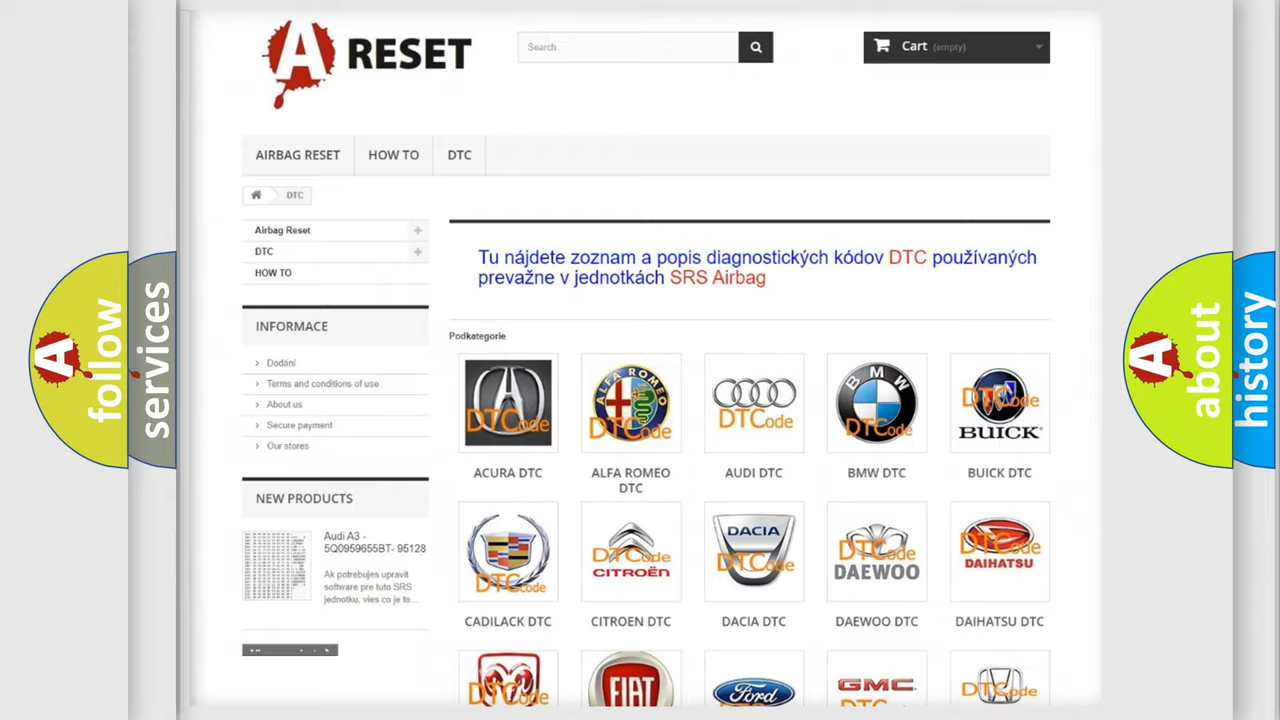 A RESET
Search
Cart (empty)
AIRBAG RESET
HOW TO
DTC
DTC
Airbag Reset
DTC
HOW TO
INFORMACE
Dodání
Terms and conditions of use
About us
Secure payment
Our stores
NEW PRODUCTS
Audi A3 -
5Q0959655BT- 95128
Ak potrebujes upravit
software pre tuto SRS
jednotku, vies co je to...
Tu nájdete zoznam a popis diagnostických kódov DTC používaných
prevažne v jednotkách SRS Airbag
Podkategorie
DTCode
ALFA ROMEO
DTCode
DTCode
BMW
DTCode
DTCode
BUICK
ACURA DTC
ALFA ROMEO
DTC
AUDI DTC
BMW DTC
BUICK DTC
DTCode
DTCode
CITROËN
DACIA
DTCode
DTCode
DAEWOO
DTCode
DAIHATSU
CADILACK DTC
CITROEN DTC
DACIA DTC
DAEWOO DTC
DAIHATSU DTC
DTCode
FIAT
Ford
GMC
DTCode
A follow
services
A about
history